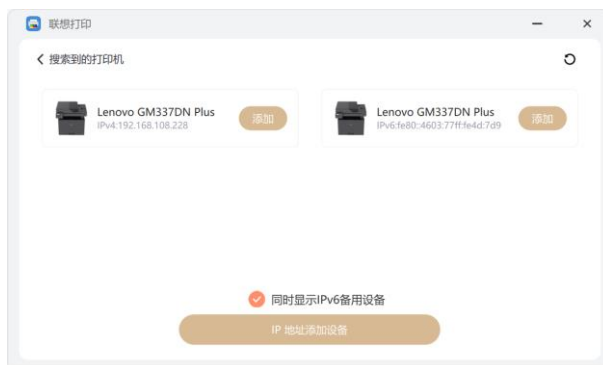 联想打印
搜索到的打印机
Lenovo GM337DN Plus
IPv4:192.168.108.228
添加
Lenovo GM337DN Plus
IPv6:fe80::4603:77ff:fe4d:7d9
添加
同时显示IPv6备用设备
IP 地址添加设备